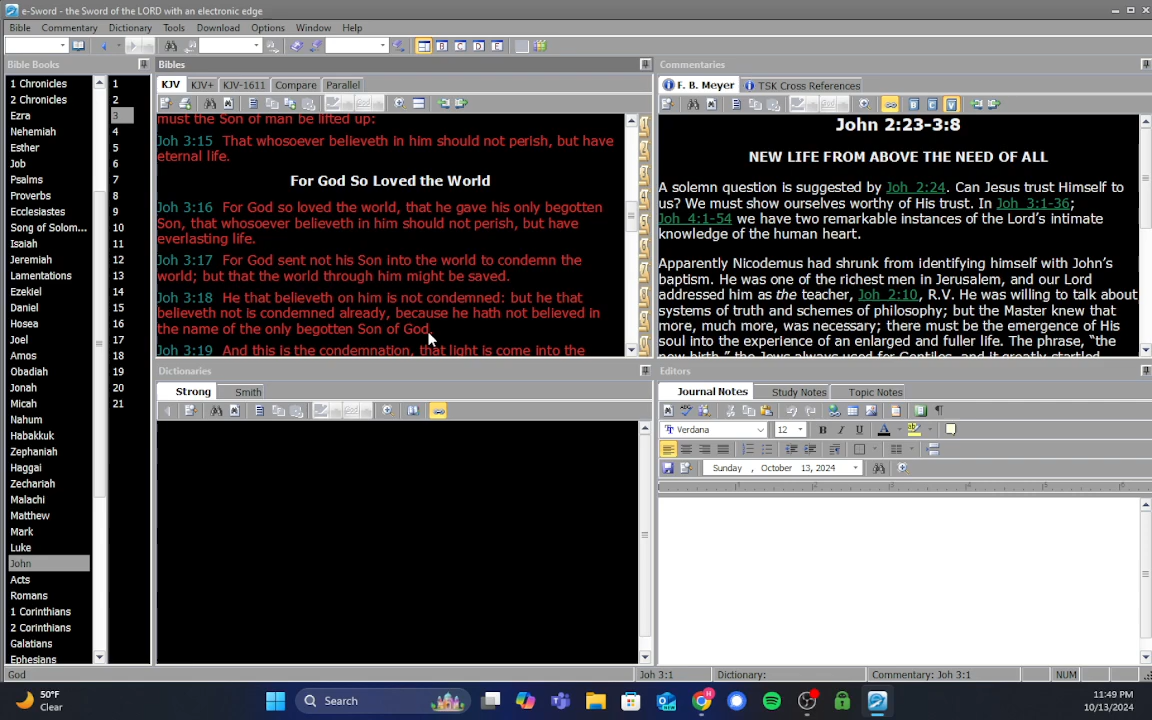 e-Sword - the Sword of the LORD with an electronic edge
Bible Commentary Dictionary Tools Download Options Window Help
B C D E
Bible Books
1 Chronicles
2 Chronicles
Ezra
Nehemiah
Esther
Job
Psalms
Proverbs
Ecclesiastes
Song of Solom...
Isaiah
Jeremiah
Lamentations
Ezekiel
Daniel
Hosea
Joel
Amos
Obadiah
Jonah
Micah
Nahum
Habakkuk
Zephaniah
Haggai
Zechariah
Malachi
Matthew
Mark
Luke
John
Acts
Romans
1 Corinthians
2 Corinthians
Galatians
Ephesians
1
2
3
4
5
6
7
8
9
10
11
12
13
14
15
16
17
18
19
20
21
Bibles
KJV KJV+ KJV-1611 Compare Parallel
must the Son of man be lifted up:
Joh 3:15 That whosoever believeth in him should not perish, but have
eternal life.
For God So Loved the World
Joh 3:16 For God so loved the world, that he gave his only begotten
Son, that whosoever believeth in him should not perish, but have
everlasting life.
Joh 3:17 For God sent not his Son into the world to condemn the
world; but that the world through him might be saved.
Joh 3:18 He that believeth on him is not condemned: but he that
believeth not is condemned already, because he hath not believed in
the name of the only begotten Son of God.
Joh 3:19 And this is the condemnation, that light is come into the
Commentaries
F. B. Meyer TSK Cross References
B C V
John 2:23-3:8
NEW LIFE FROM ABOVE THE NEED OF ALL
A solemn question is suggested by Joh_2:24. Can Jesus trust Himself to
us? We must show ourselves worthy of His trust. In Joh_3:1-36;
Joh_4:1-54 we have two remarkable instances of the Lord's intimate
knowledge of the human heart.
Apparently Nicodemus had shrunk from identifying himself with John's
baptism. He was one of the richest men in Jerusalem, and our Lord
addressed him as the teacher, Joh_2:10, R.V. He was willing to talk about
systems of truth and schemes of philosophy; but the Master knew that
more, much more, was necessary; there must be the emergence of His
soul into the experience of an enlarged and fuller life. The phrase, "the
new birth," the Jews always used for Gentiles, and it greatly startled
Dictionaries
Strong Smith
Editors
Journal Notes Study Notes Topic Notes
Verdana 12 B I U A
Sunday , October 13, 2024
God
Joh 3:1
Dictionary:
Commentary: Joh 3:1
NUM
50°F
Clear
Search
11:49 PM
10/13/2024